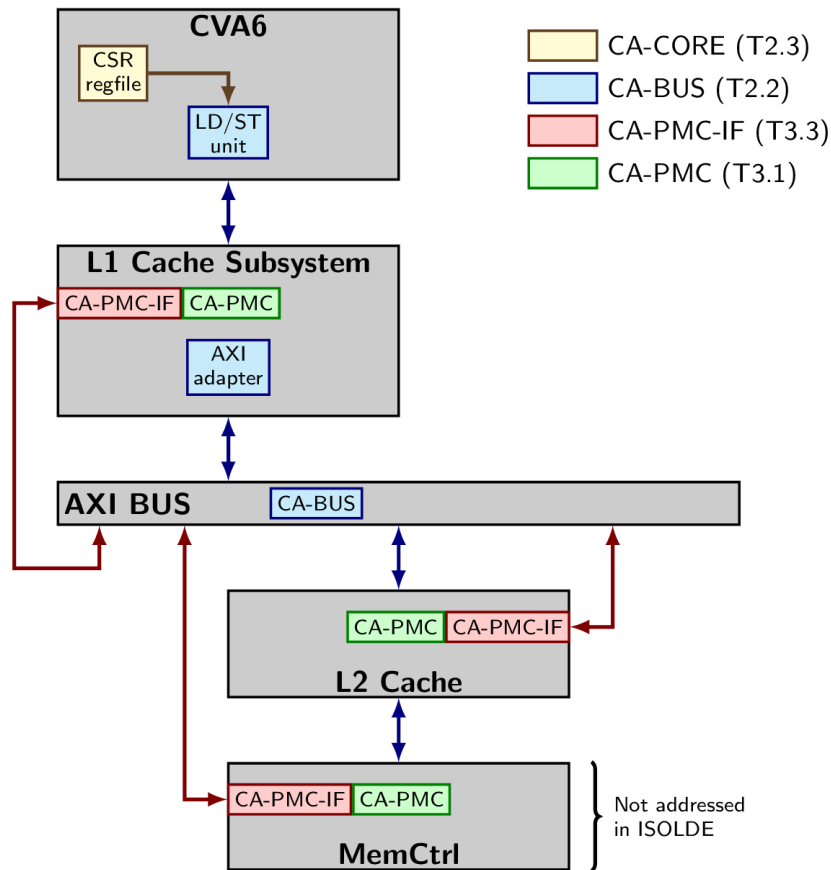 CVA6
CSR
regfile
LD/ST
unit
CA-CORE (T2.3)
CA-BUS (T2.2)
CA-PMC-IF (T3.3)
CA-PMC (T3.1)
L1 Cache Subsystem
CA-PMC-IF
CA-PMC
AXI
adapter
AXI BUS
CA-BUS
CA-PMC
CA-PMC-IF
L2 Cache
CA-PMC-IF
CA-PMC
MemCtrl
Not addressed
in ISOLDE